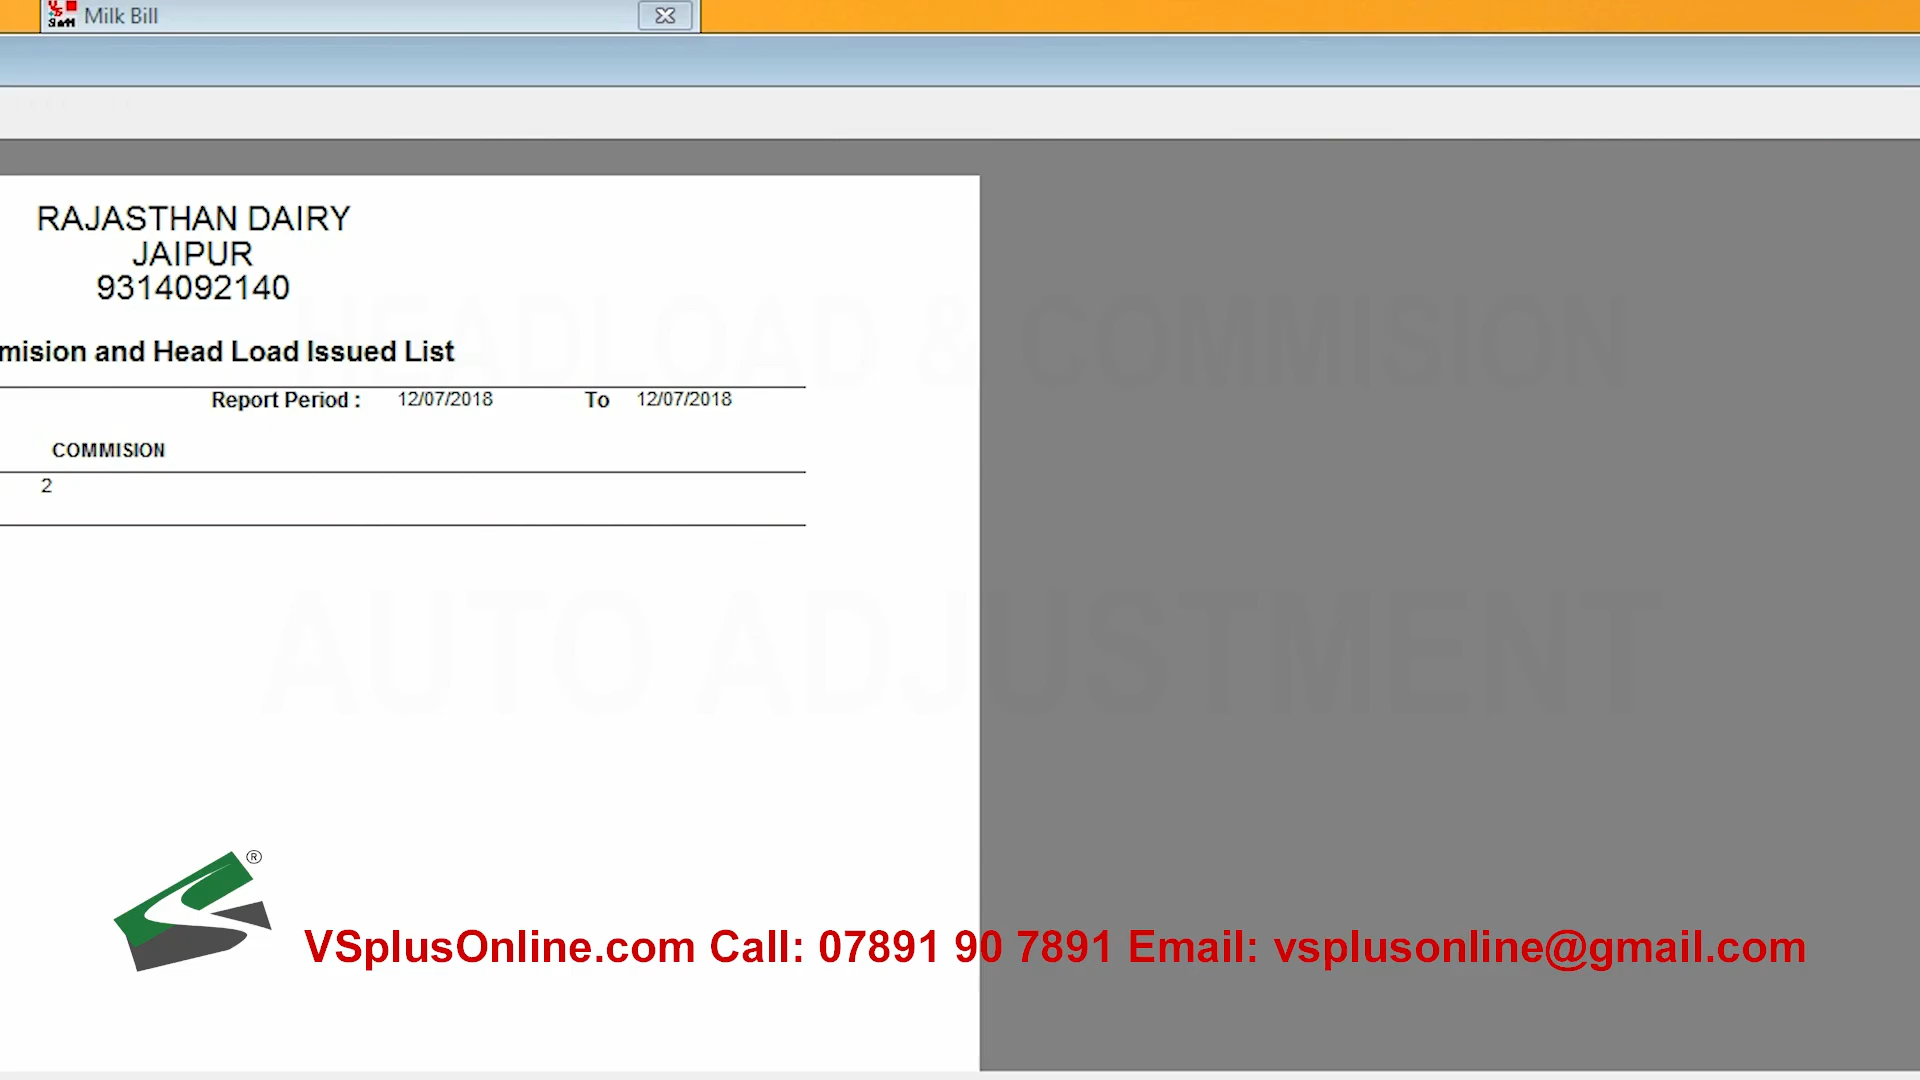 Milk Bill
RAJASTHAN DAIRY
JAIPUR
9314092140
HEADLOAD & COMMISION
mision and Head Load Issued List
Report Period : 12/07/2018 To 12/07/2018
COMMISION
2
AUTO ADJUSTMENT
®
VSplusOnline.com Call: 07891 90 7891 Email: vsplusonline@gmail.com